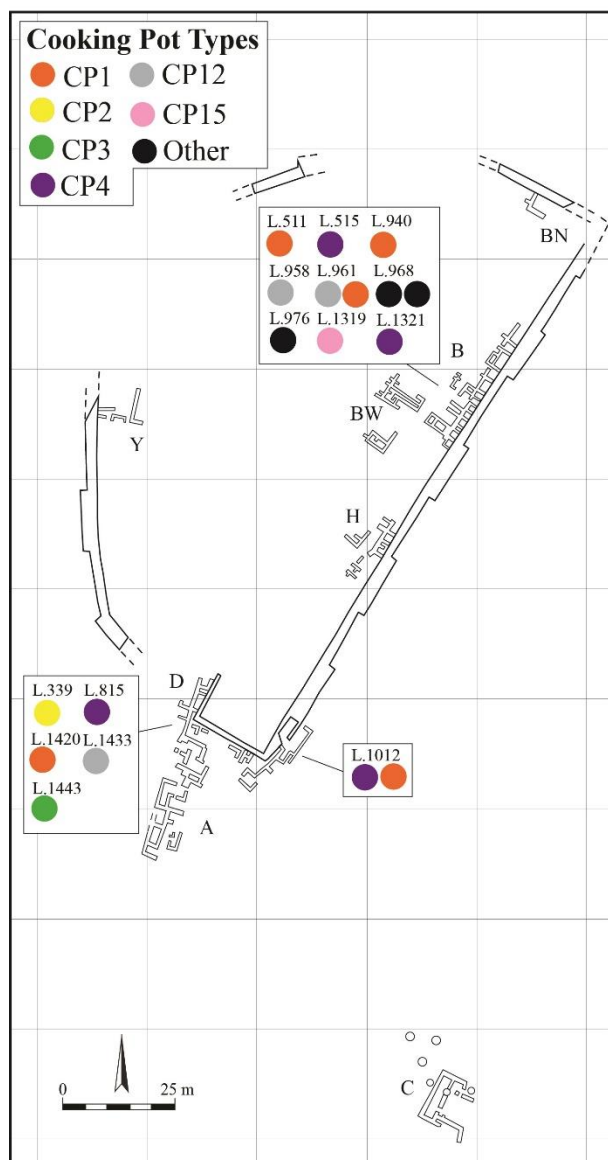 Cooking Pot Types
CP1 CP12
CP2 CP15
CP3 Other
CP4
BN
L.511 L.515 L.940
L.958 L.961 L.968
L.976 L.1319 L.1321
B
BW
Y
H
D
L.339 L.815
L.1420 L.1433
L.1443
L.1012
A
0 25 m
C